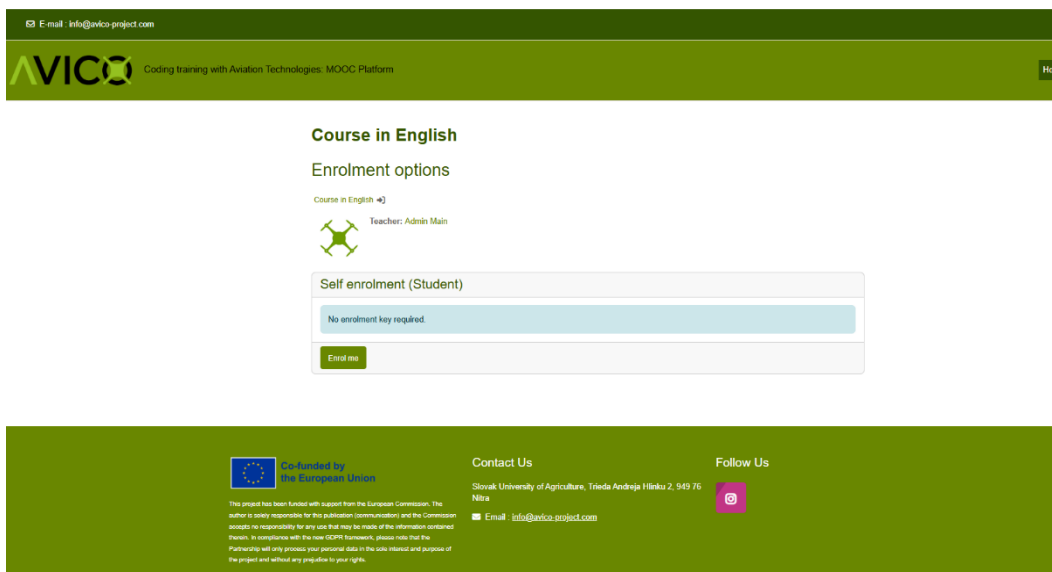 E-mail : info@avico-project.com
AVICO
Coding training with Aviation Technologies: MOOC Platform
Ho
Course in English
Enrolment options
Course in English
Teacher: Admin Main
Self enrolment (Student)
No enrolment key required.
Enrol me
Co-funded by
the European Union
This project has been funded with support from the European Commission. The
author is solely responsible for this publication (communication) and the Commission
accepts no responsibility for any use that may be made of the information contained
therein. In compliance with the new GDPR framework, please note that the
Partnership will only process your personal data in the sole interest and purpose of
the project and without any prejudice to your rights.
Contact Us
Slovak University of Agriculture, Trieda Andreja Hlinku 2, 949 76
Nitra
Email : info@avico-project.com
Follow Us